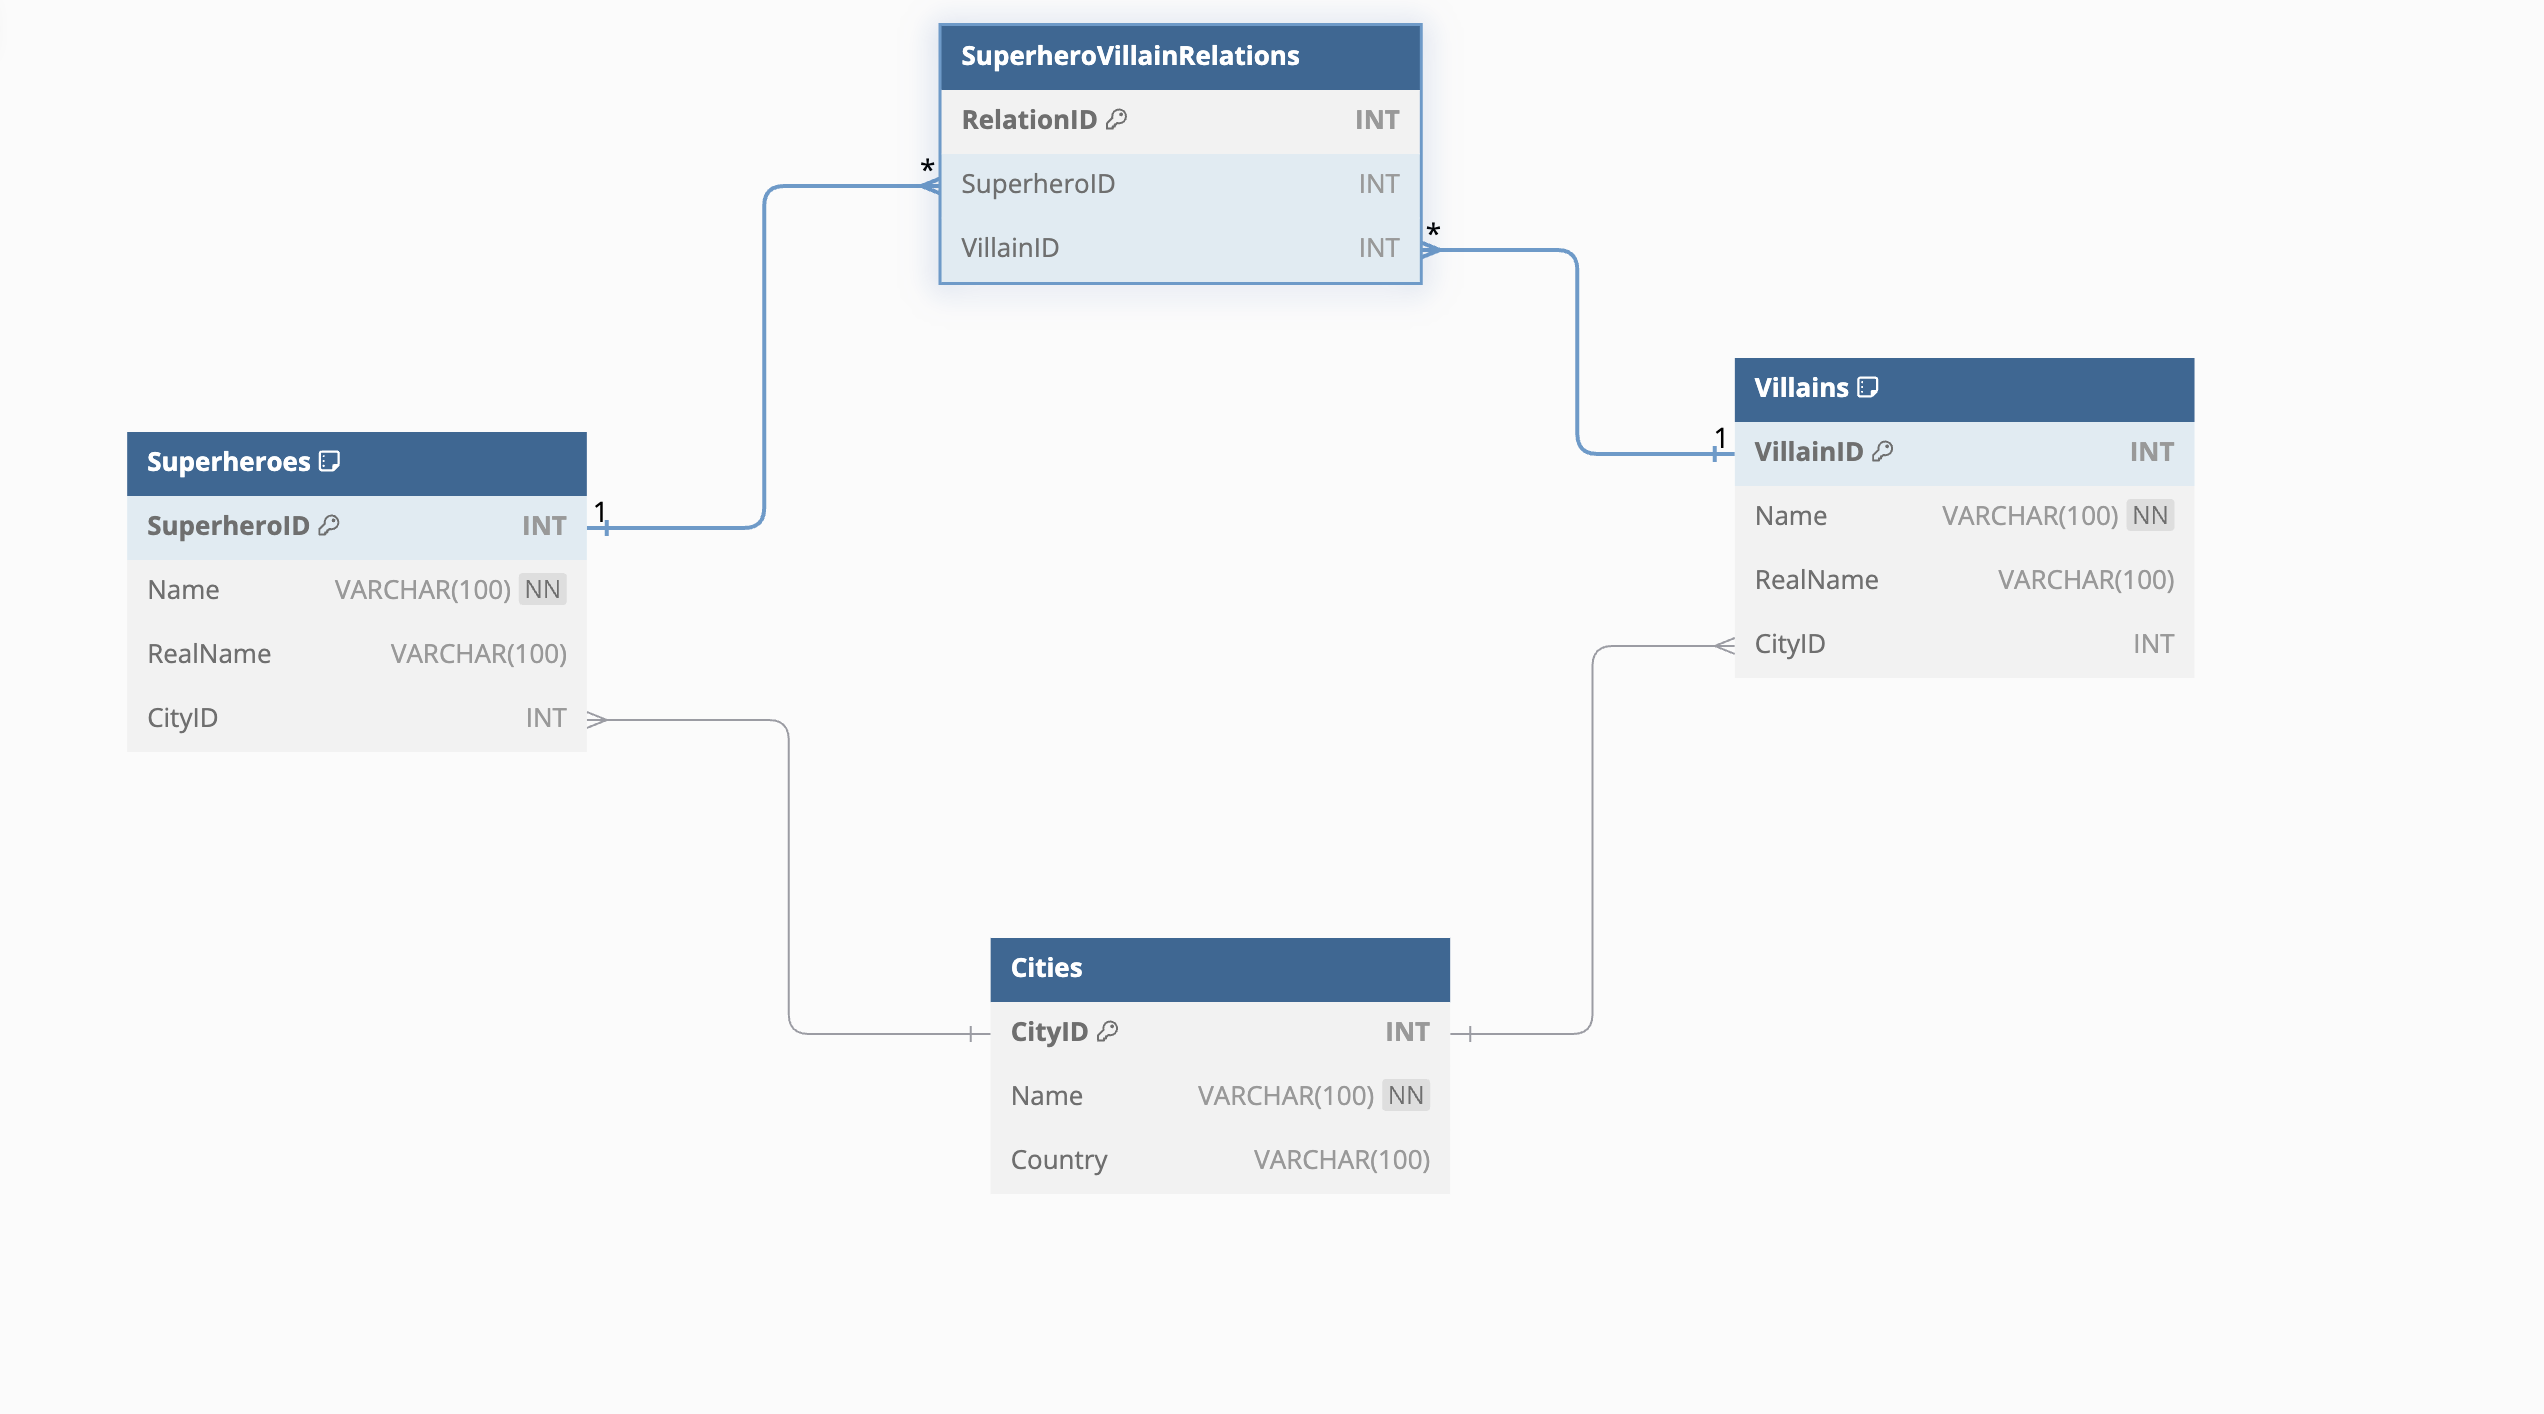 SuperheroVillainRelations
RelationID INT
* SuperheroID INT
VillainID INT *
Villains
1 VillainID INT
Name VARCHAR(100) NN
RealName VARCHAR(100)
CityID INT
Superheroes
SuperheroID INT 1
Name VARCHAR(100) NN
RealName VARCHAR(100)
CityID INT
Cities
CityID INT
Name VARCHAR(100) NN
Country VARCHAR(100)